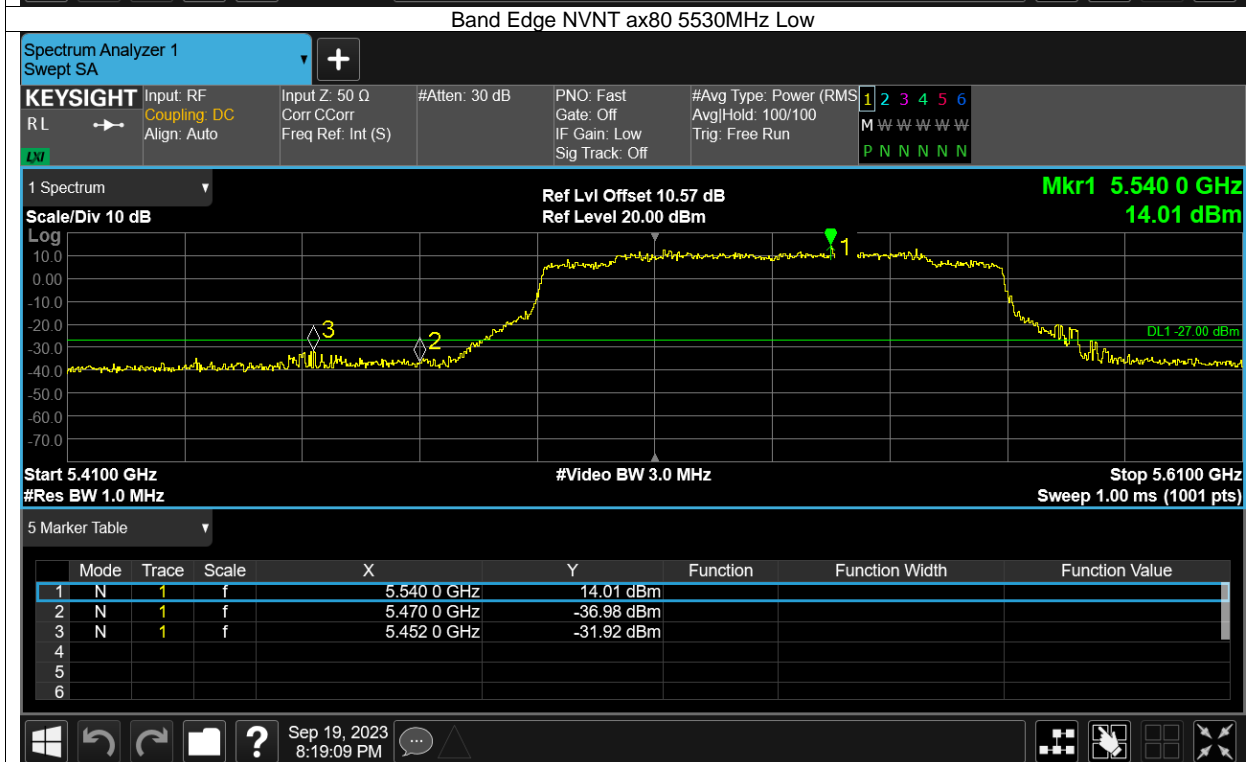 Band Edge NVNT ax80 5530MHz Low
Spectrum Analyzer 1
Swept SA
+
KEYSIGHT Input: RF Input Z: 50 Ω #Atten: 30 dB PNO: Fast #Avg Type: Power (RMS 1 2 3 4 5 6
RL Coupling: DC Corr CCorr Gate: Off Avg|Hold: 100/100 M W W W W W
Align: Auto Freq Ref: Int (S) IF Gain: Low Trig: Free Run
LXI Sig Track: Off P N N N N N
1 Spectrum Ref Lvl Offset 10.57 dB Mkr1 5.540 0 GHz
Scale/Div 10 dB Ref Level 20.00 dBm 14.01 dBm
Log
10.0 1
0.00
-10.0
-20.0 3 DL1 -27.00 dBm
-30.0 2
-40.0
-50.0
-60.0
-70.0
Start 5.4100 GHz #Video BW 3.0 MHz Stop 5.6100 GHz
#Res BW 1.0 MHz Sweep 1.00 ms (1001 pts)
5 Marker Table
Mode Trace Scale X Y Function Function Width Function Value
1 N 1 f 5.540 0 GHz 14.01 dBm
2 N 1 f 5.470 0 GHz -36.98 dBm
3 N 1 f 5.452 0 GHz -31.92 dBm
4
5
6
? Sep 19, 2023
8:19:09 PM